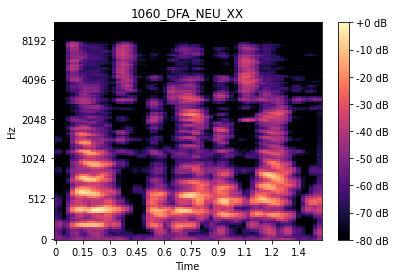 1060_DFA_NEU_XX
Hz
8192
4096
2048
1024
512
0
0 0.15 0.3 0.45 0.6 0.75 0.9 1.1 1.2 1.4
Time
+0 dB
-10 dB
-20 dB
-30 dB
-40 dB
-50 dB
-60 dB
-70 dB
-80 dB